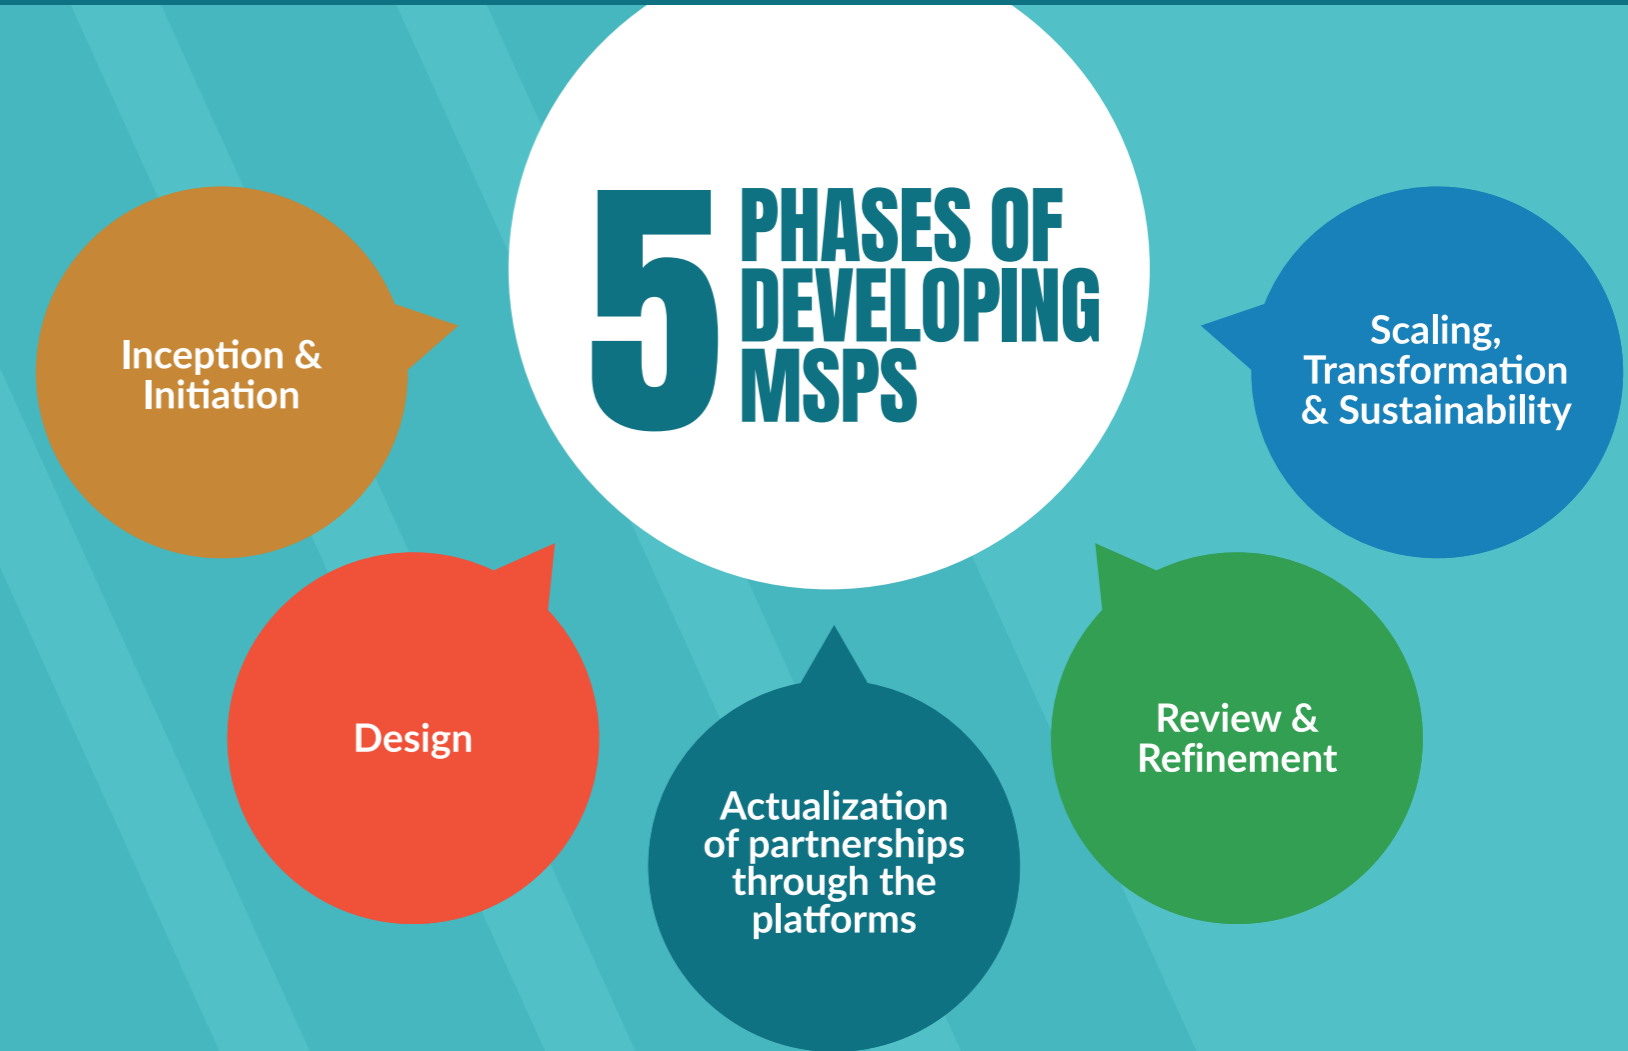 5
PHASES OF
DEVELOPING
MSPS
Inception &
Initiation
Design
Actualization
of partnerships
through the
platforms
Review &
Refinement
Scaling,
Transformation
& Sustainability